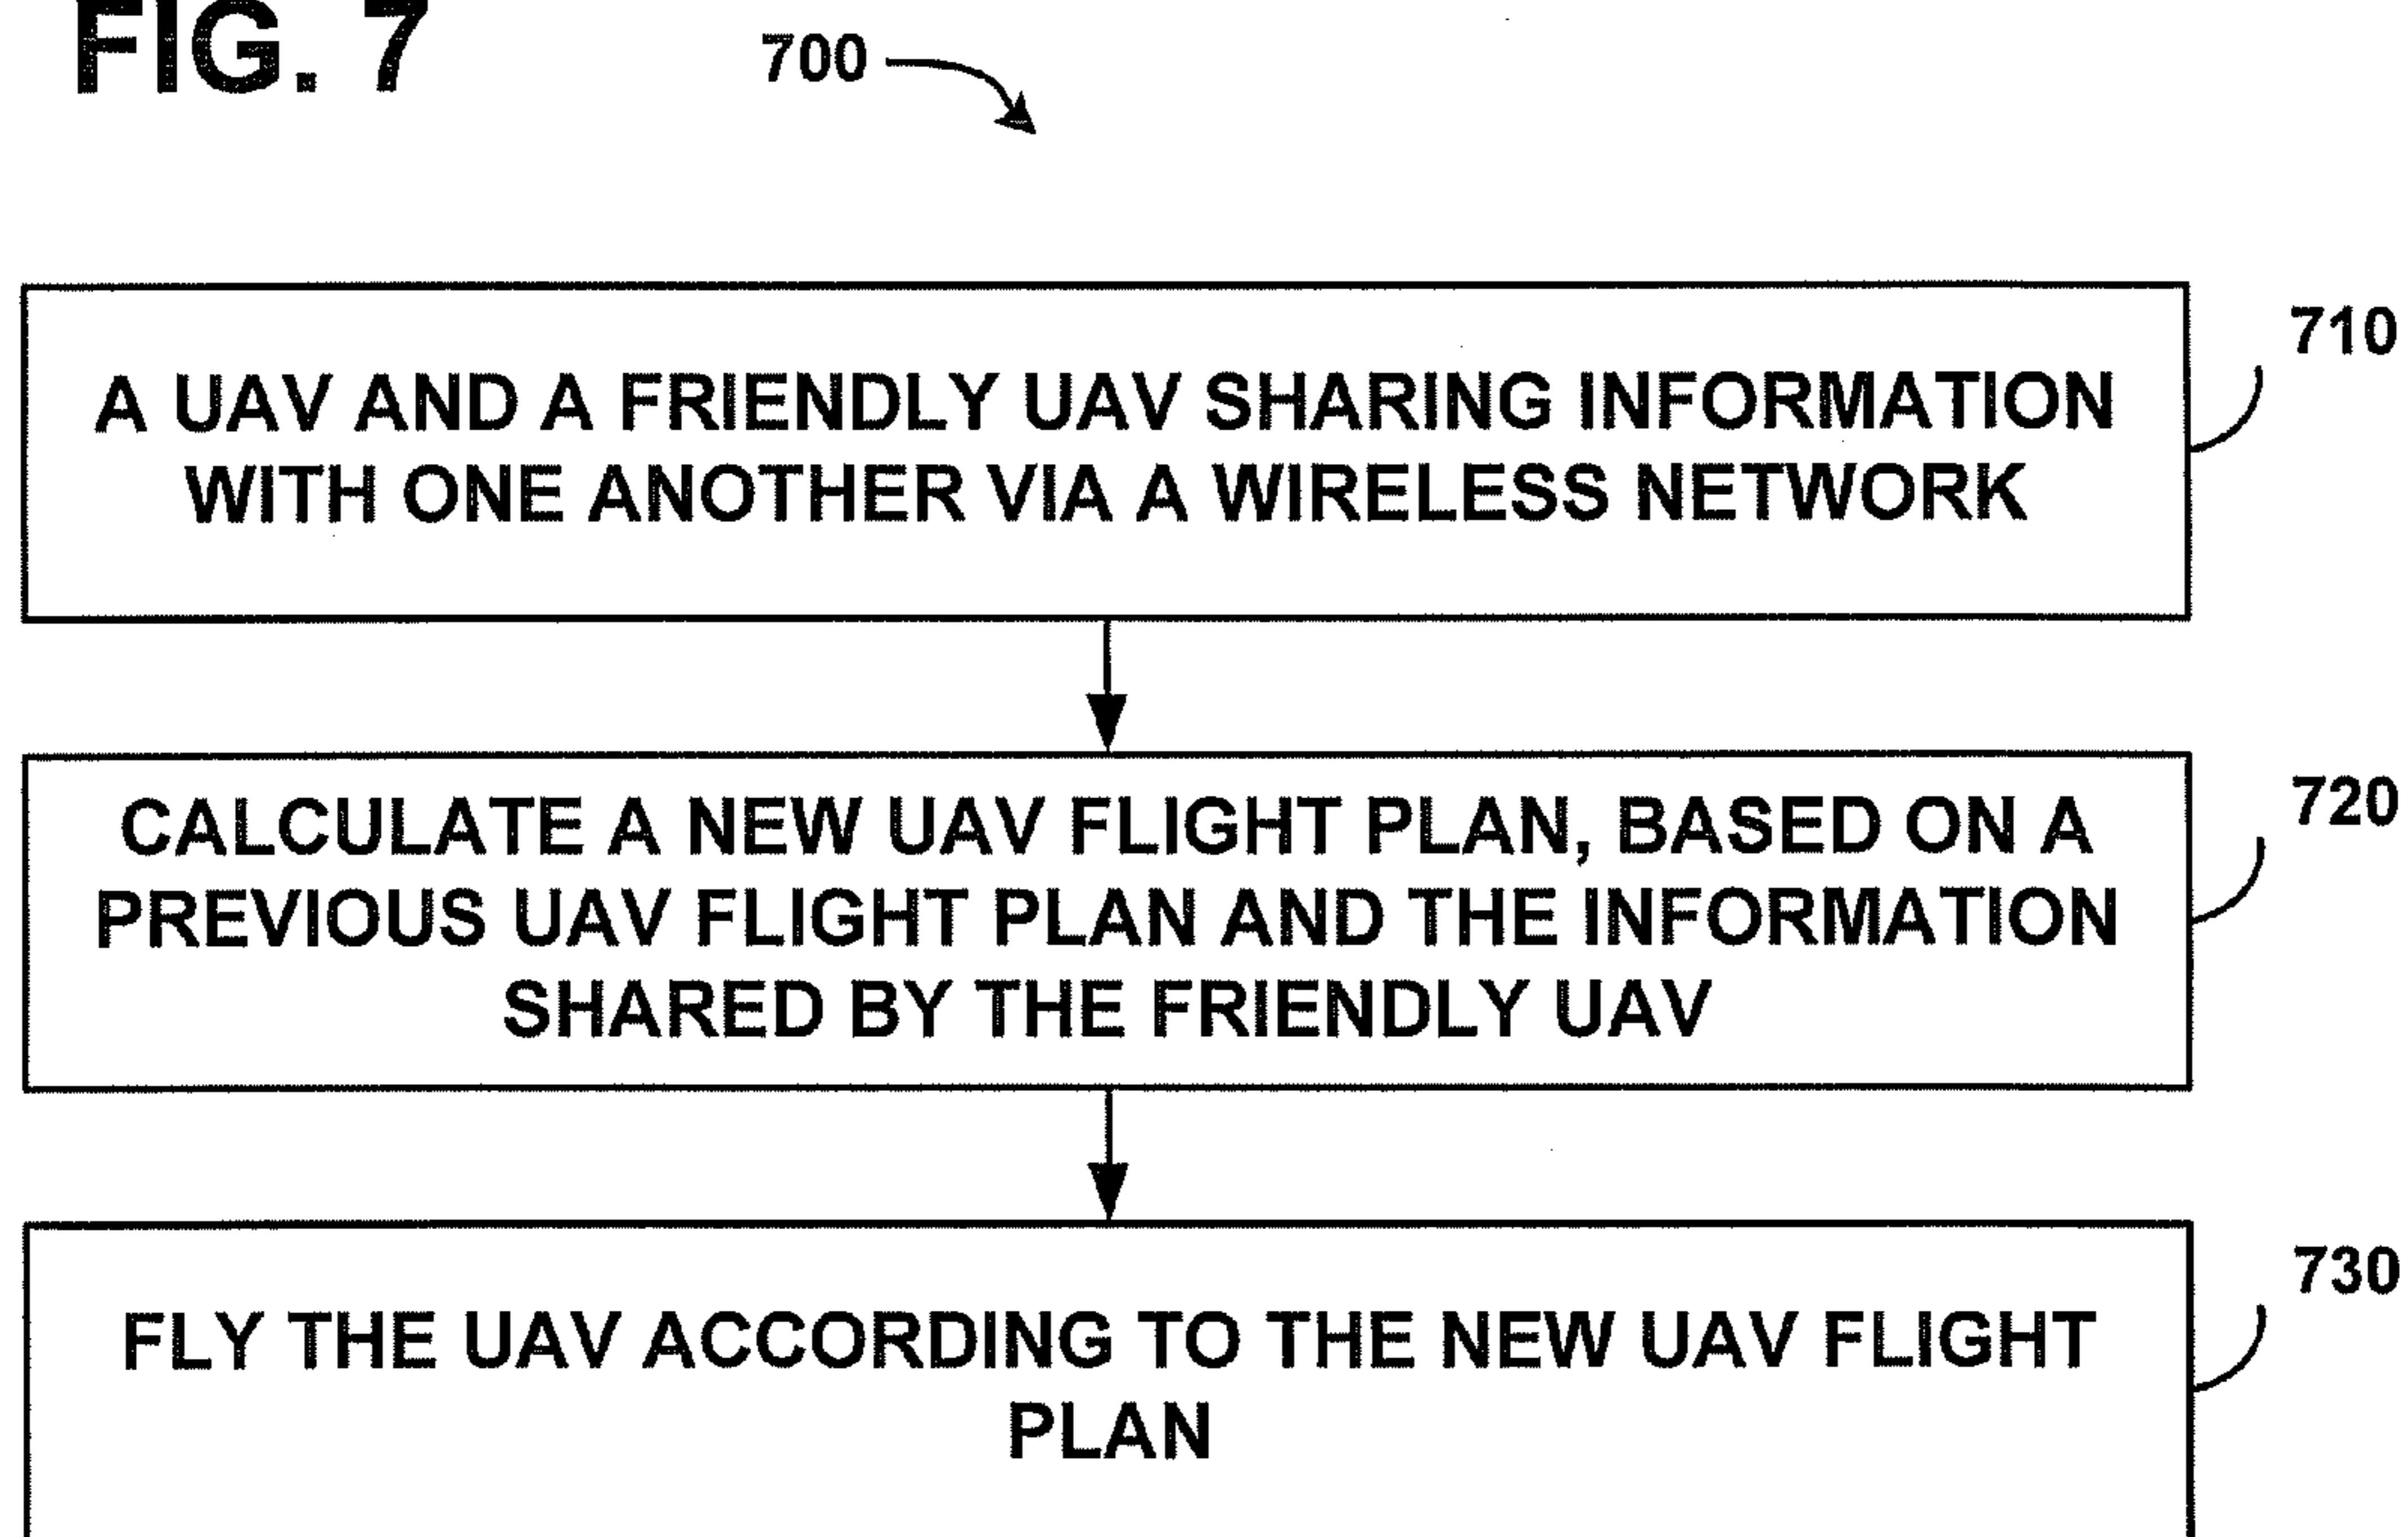 FIG. 7
700
710
A UAV AND A FRIENDLY UAV SHARING INFORMATION
WITH ONE ANOTHER VIA A WIRELESS NETWORK
720
CALCULATE A NEW UAV FLIGHT PLAN, BASED ON A
PREVIOUS UAV FLIGHT PLAN AND THE INFORMATION
SHARED BY THE FRIENDLY UAV
730
FLY THE UAV ACCORDING TO THE NEW UAV FLIGHT
PLAN